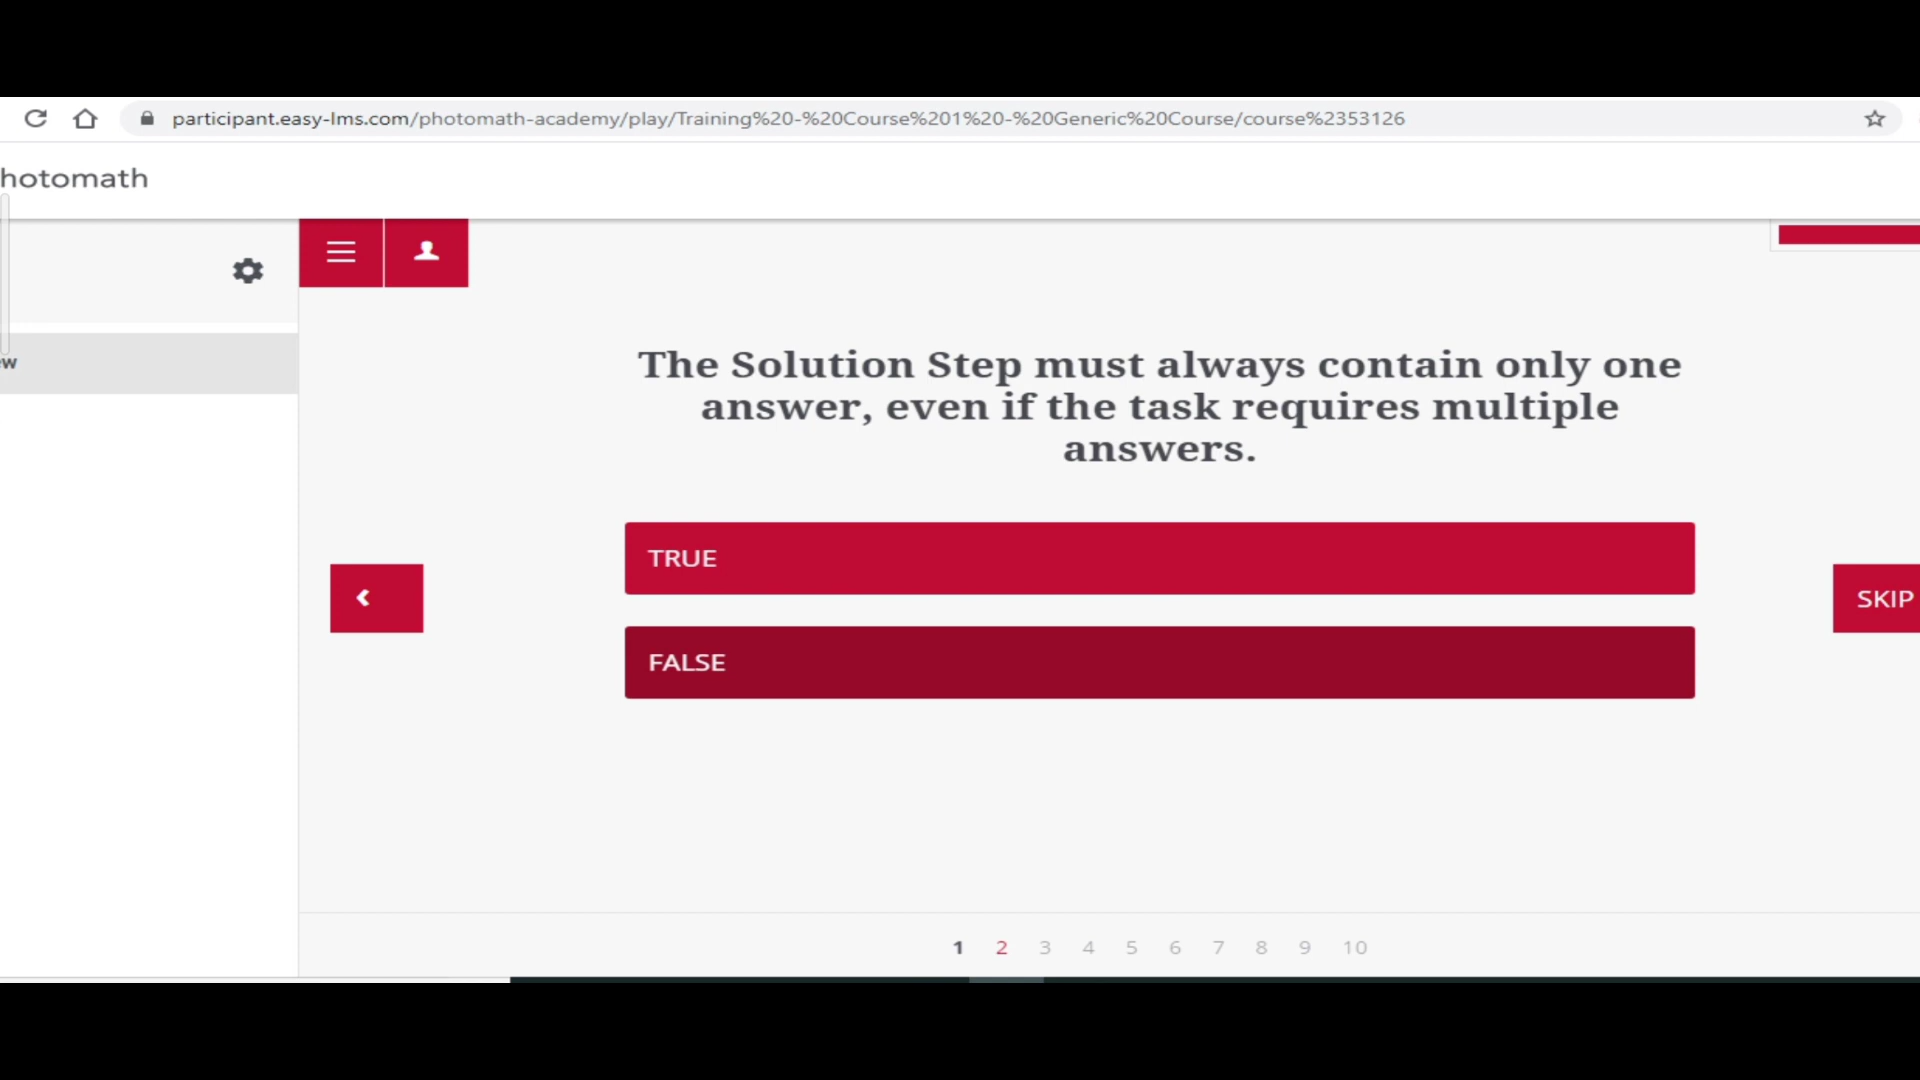 participant.easy-lms.com/photomath-academy/play/Training%20-%20Course%201%20-%20Generic%20Course/course%2353126
hotomath
ew
The Solution Step must always contain only one
answer, even if the task requires multiple
answers.
TRUE
SKIP
FALSE
1 2 3 4 5 6 7 8 9 10